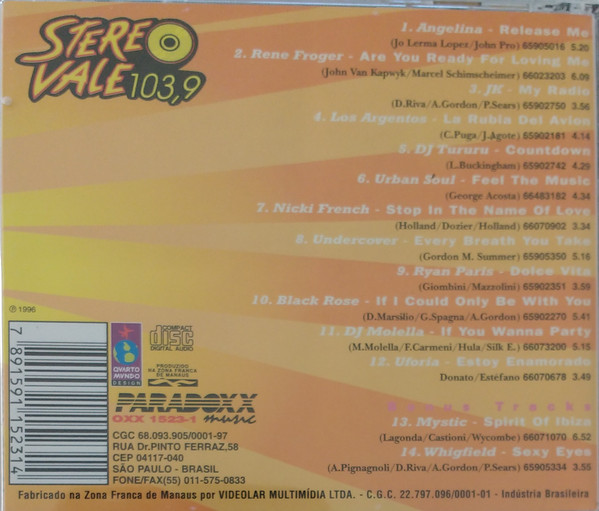 STEREO
VALE 103,9
1. Angelina - Release Me
(Jo Lerma Lopez/John Pro) 65905016 5.20
2. Rene Froger - Are You Ready For Loving Me
(John Van Kapwyk/Marcel Schimscheimer) 66023203 6.09
3. JK - My Radio
(D.Riva/A.Gordon/P.Sears) 65902750 3.56
4. Los Argentos - La Rubia Del Avion
(C.Puga/J.Agote) 65902181 4.14
5. DJ Tururu - Countdown
(L.Buckingham) 65902742 4.29
6. Urban Soul - Feel The Music
(George Acosta) 66483182 4.34
7. Nicki French - Stop In The Name Of Love
(Holland/Dozier/Holland) 66070902 3.34
8. Undercover - Every Breath You Take
(Gordon M. Summer) 65905350 5.16
9. Ryan Paris - Dolce Vita
(Giombini/Mazzolini) 65902351 3.59
10. Black Rose - If I Could Only Be With You
(D.Marsilio/G.Spagna/A.Gordon) 65902270 5.41
11. DJ Molella - If You Wanna Party
(M.Molella/F.Carmeni/Hula/Silk E.) 66073200 5.15
12. Uforia - Estoy Enamorado
Donato/Estéfano 66070678 3.49
Bonus Tracks
13. Mystic - Spirit Of Ibiza
(Lagonda/Castioni/Wycombe) 66071070 6.52
14. Whigfield - Sexy Eyes
(A.Pignagnoli/D.Riva/A.Gordon/P.Sears) 65905334 3.55
℗ 1996
7 891591 152314
QUARTO
MUNDO
DESIGN
COMPACT
disc
DIGITAL AUDIO
PRODUZIDO
NA ZONA FRANCA
DE MANAUS
PARADOXX
OXX 1523-1 music
CGC 68.093.905/0001-97
RUA Dr.PINTO FERRAZ,58
CEP 04117-040
SÃO PAULO - BRASIL
FONE/FAX(55) 011-575-0833
Fabricado na Zona Franca de Manaus por VIDEOLAR MULTIMÍDIA LTDA. - C.G.C. 22.797.096/0001-01 - Indústria Brasileira